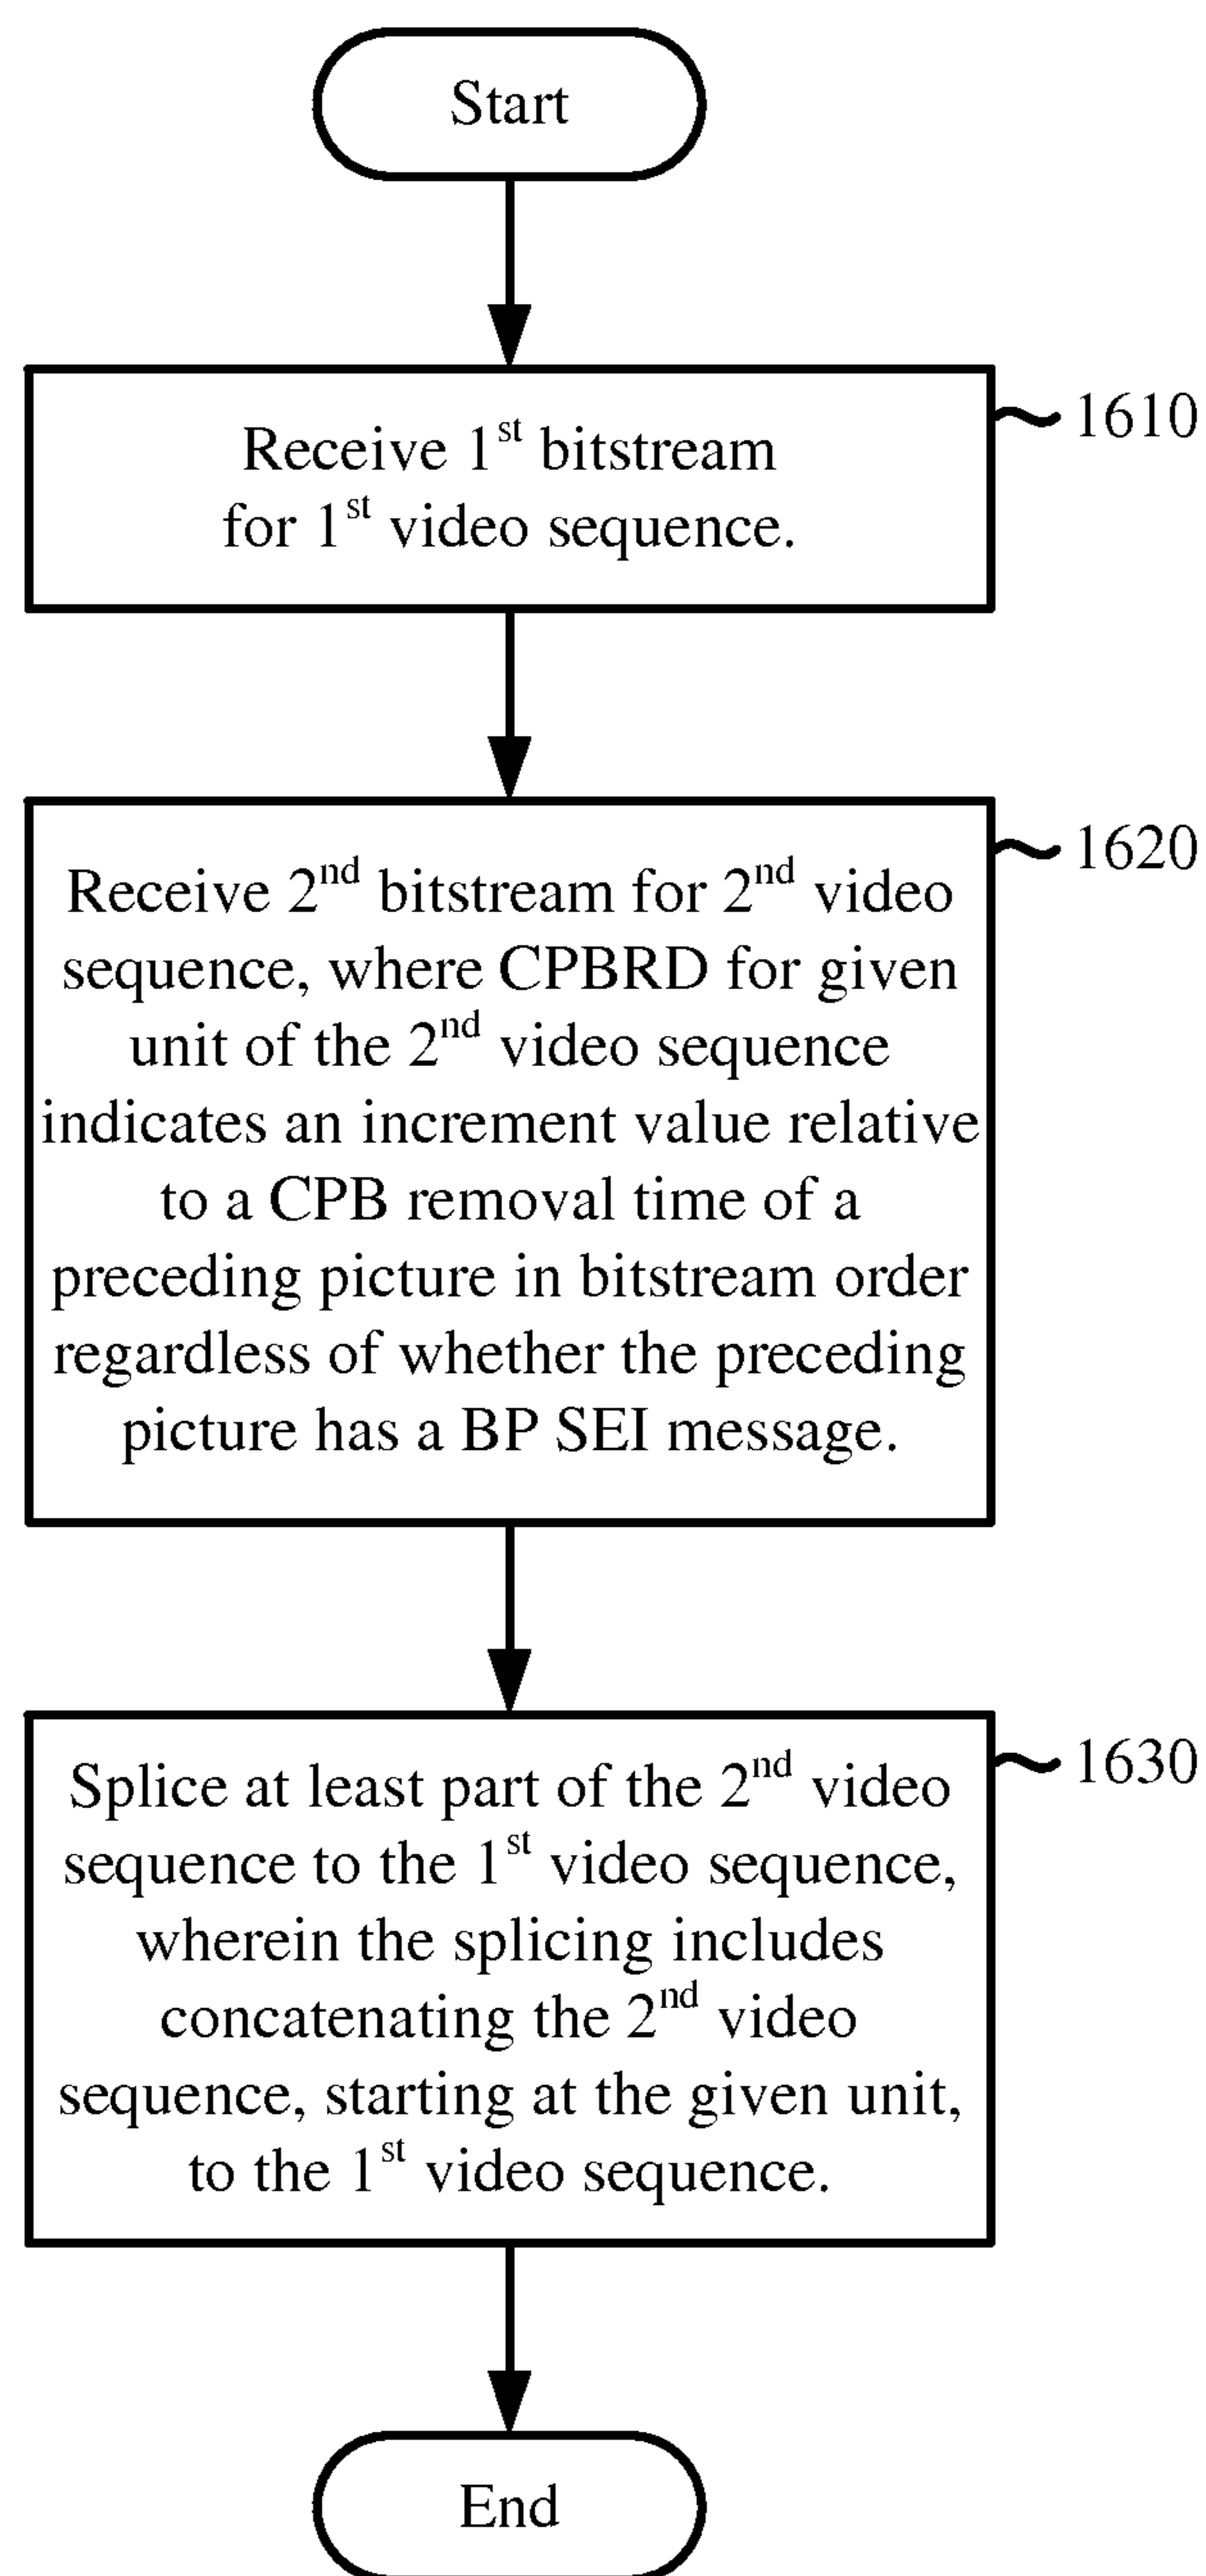 Start
Receive 1st bitstream
for 1st video sequence.
1610
Receive 2nd bitstream for 2nd video
sequence, where CPBRD for given
unit of the 2nd video sequence
indicates an increment value relative
to a CPB removal time of a
preceding picture in bitstream order
regardless of whether the preceding
picture has a BP SEI message.
1620
Splice at least part of the 2nd video
sequence to the 1st video sequence,
wherein the splicing includes
concatenating the 2nd video
sequence, starting at the given unit,
to the 1st video sequence.
1630
End